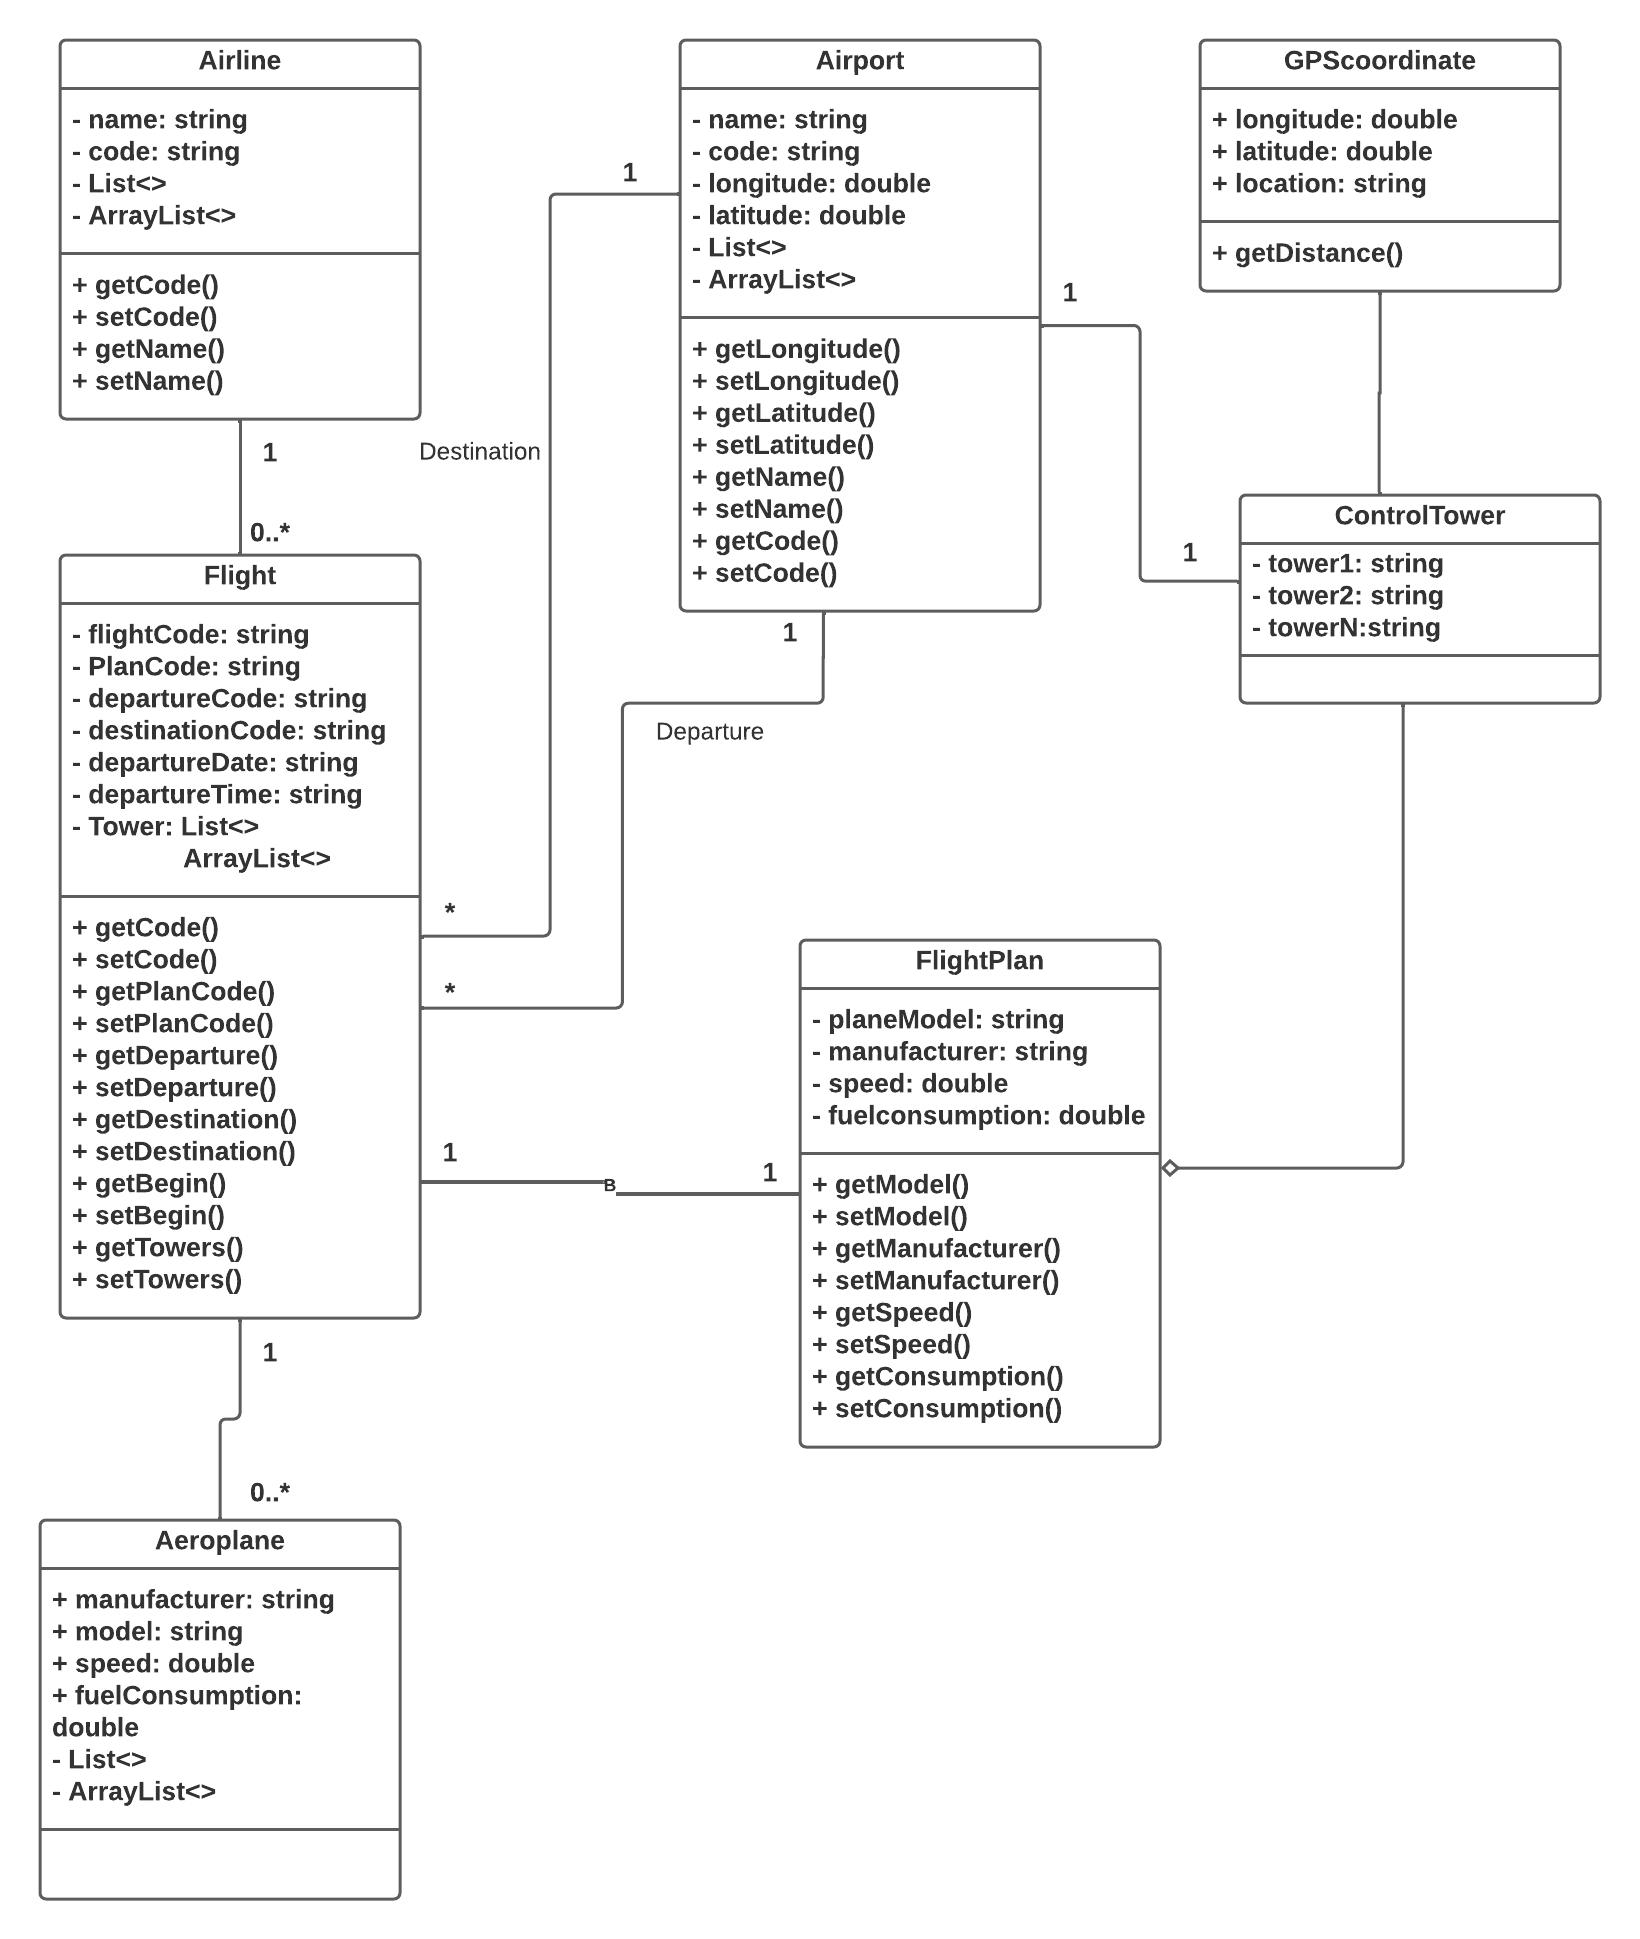 Airline
- name: string
- code: string
- List<>
- ArrayList<>
+ getCode()
+ setCode()
+ getName()
+ setName()
1
0..*
Airport
- name: string
- code: string
- longitude: double
- latitude: double
- List<>
- ArrayList<>
+ getLongitude()
+ setLongitude()
+ getLatitude()
+ setLatitude()
+ getName()
+ setName()
+ getCode()
+ setCode()
1
Destination
1
Departure
1
1
GPScoordinate
+ longitude: double
+ latitude: double
+ location: string
+ getDistance()
ControlTower
- tower1: string
- tower2: string
- towerN:string
Flight
- flightCode: string
- PlanCode: string
- departureCode: string
- destinationCode: string
- departureDate: string
- departureTime: string
- Tower: List<>
ArrayList<>
+ getCode()
+ setCode()
+ getPlanCode()
+ setPlanCode()
+ getDeparture()
+ setDeparture()
+ getDestination()
+ setDestination()
+ getBegin()
+ setBegin()
+ getTowers()
+ setTowers()
*
*
1
B
1
FlightPlan
- planeModel: string
- manufacturer: string
- speed: double
- fuelconsumption: double
+ getModel()
+ setModel()
+ getManufacturer()
+ setManufacturer()
+ getSpeed()
+ setSpeed()
+ getConsumption()
+ setConsumption()
1
0..*
Aeroplane
+ manufacturer: string
+ model: string
+ speed: double
+ fuelConsumption:
double
- List<>
- ArrayList<>